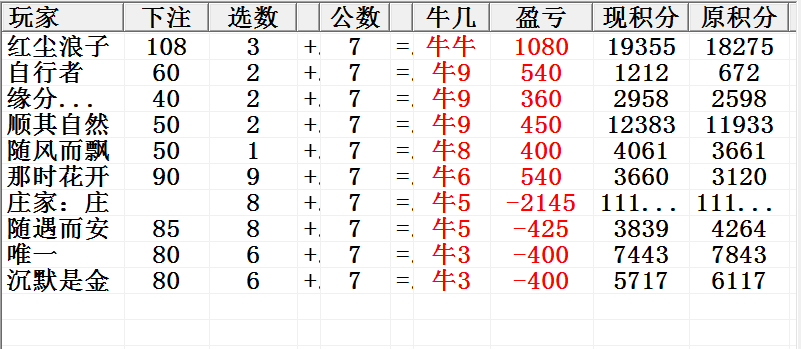 玩家 下注 选数 公数 牛几 盈亏 现积分 原积分
红尘浪子 108 3 +. 7 =. 牛牛 1080 19355 18275
自行者 60 2 +. 7 =. 牛9 540 1212 672
缘分... 40 2 +. 7 =. 牛9 360 2958 2598
顺其自然 50 2 +. 7 =. 牛9 450 12383 11933
随风而飘 50 1 +. 7 =. 牛8 400 4061 3661
那时花开 90 9 +. 7 =. 牛6 540 3660 3120
庄家：庄 8 +. 7 =. 牛5 -2145 111... 111...
随遇而安 85 8 +. 7 =. 牛5 -425 3839 4264
唯一 80 6 +. 7 =. 牛3 -400 7443 7843
沉默是金 80 6 +. 7 =. 牛3 -400 5717 6117